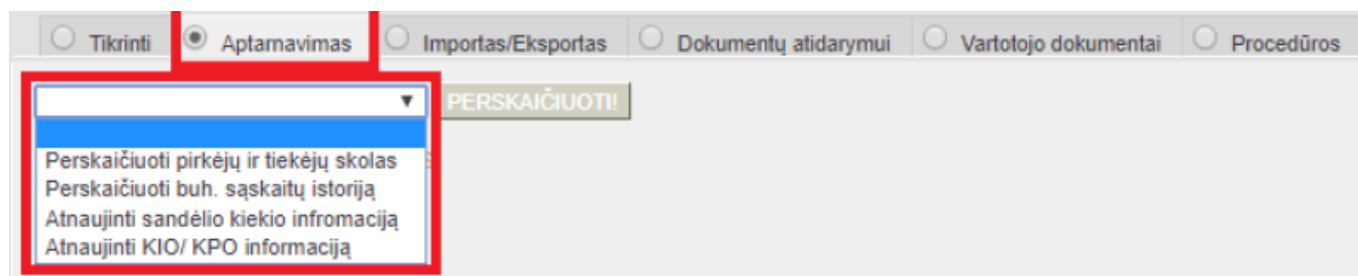 Tikrinti Aptarnavimas Importas/Eksportas Dokumentų atidarymui Vartotojo dokumentai Procedūros
PERSKAIČIUOTI!
Perskaičiuoti pirkėjų ir tiekėjų skolas
Perskaičiuoti buh. sąskaitų istoriją
Atnaujinti sandėlio kiekio infromaciją
Atnaujinti KIO/ KPO informaciją